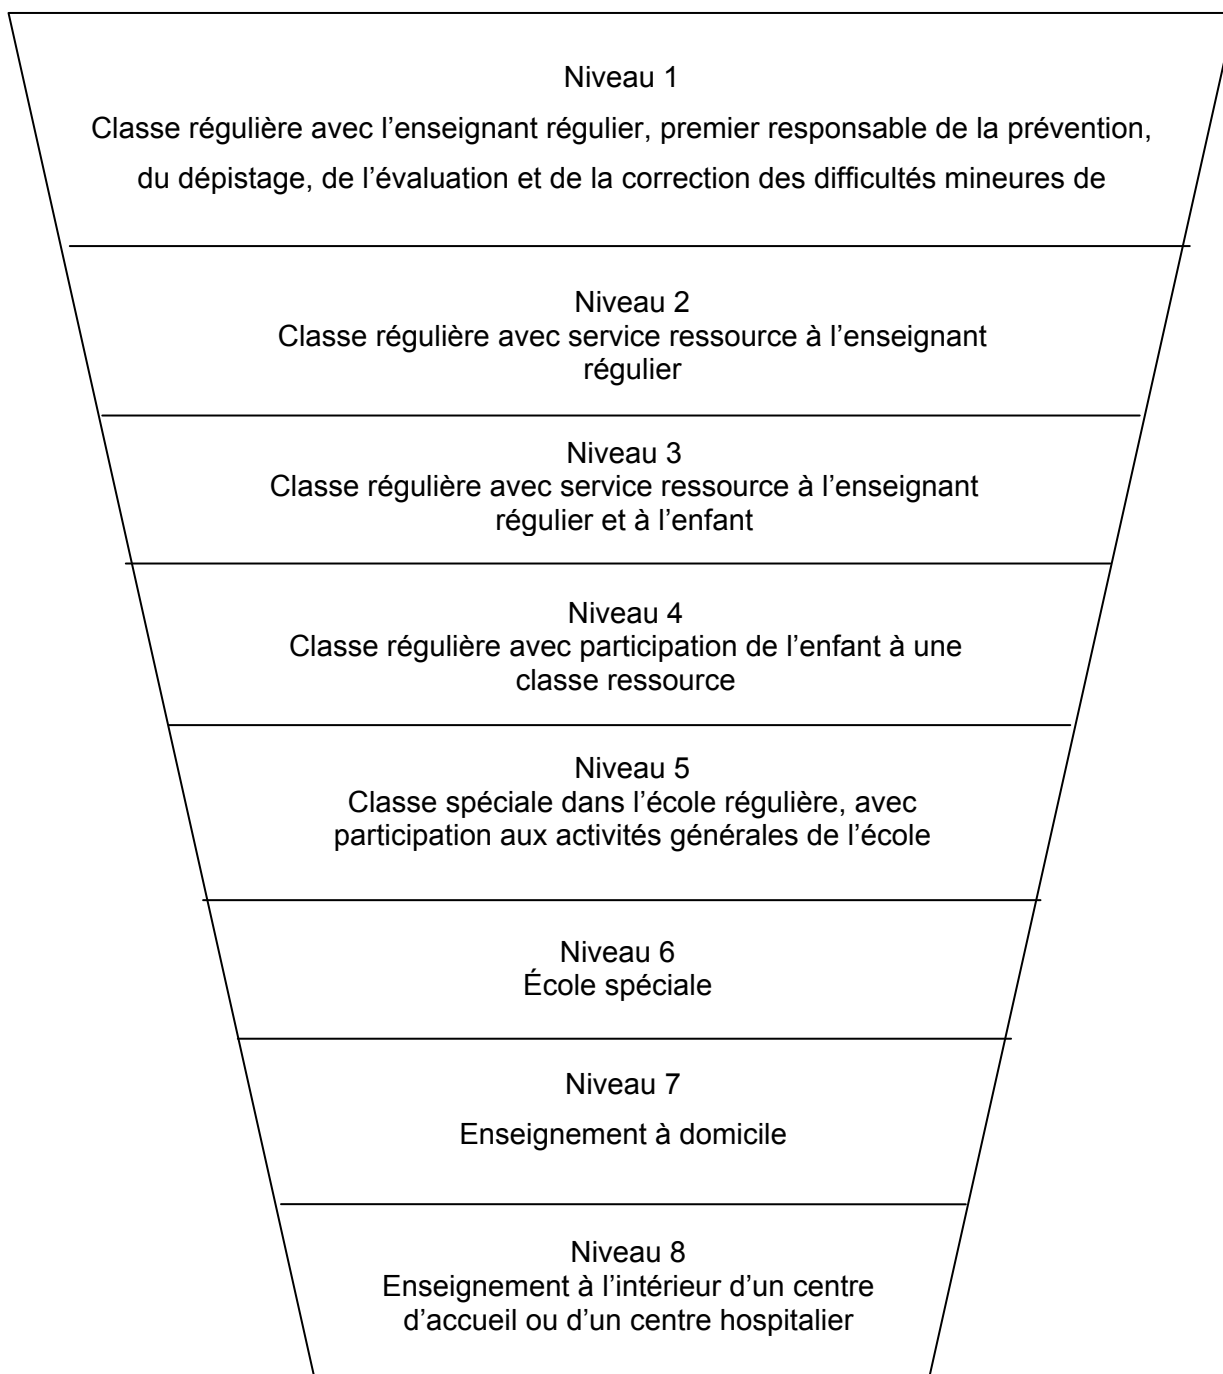 Niveau 1
Classe régulière avec l’enseignant régulier, premier responsable de la prévention,
du dépistage, de l’évaluation et de la correction des difficultés mineures de
Niveau 2
Classe régulière avec service ressource à l’enseignant
régulier
Niveau 3
Classe régulière avec service ressource à l’enseignant
régulier et à l’enfant
Niveau 4
Classe régulière avec participation de l’enfant à une
classe ressource
Niveau 5
Classe spéciale dans l’école régulière, avec
participation aux activités générales de l’école
Niveau 6
École spéciale
Niveau 7
Enseignement à domicile
Niveau 8
Enseignement à l’intérieur d’un centre
d’accueil ou d’un centre hospitalier